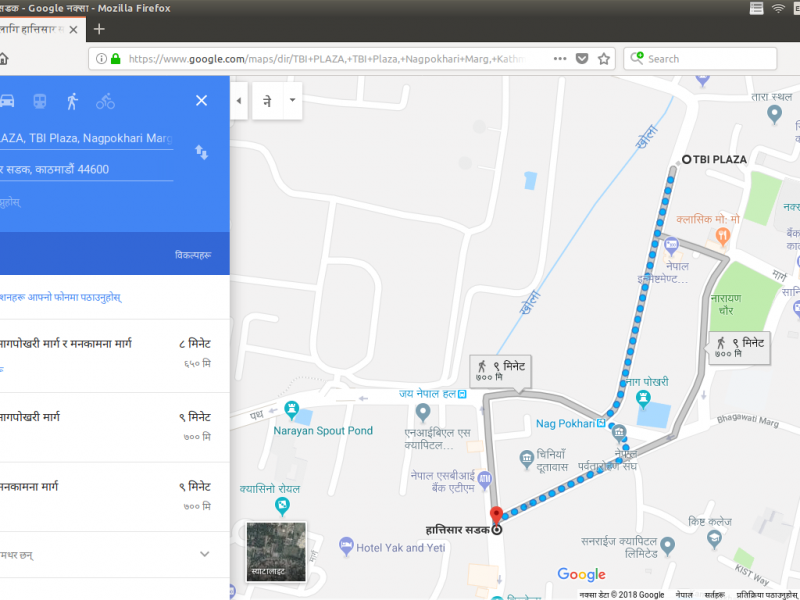 सडक - Google नक्सा - Mozilla Firefox
लागि हात्तिसार
https://www.google.com/maps/dir/TBI+PLAZA,+TBI+Plaza,+Nagpokhari+Marg,+Kathm
Search
AZA, TBI Plaza, Nagpokhari Marg
र सडक, काठमाडौं 44600
विकल्पहरू
शनहरू आफ्नो फोनमा पठाउनुहोस्
नागपोखरी मार्ग र मनकामना मार्ग
८ मिनेट
६५० मि
नागपोखरी मार्ग
९ मिनेट
७०० मि
मनकामना मार्ग
९ मिनेट
७०० मि
ने
तारा स्थल
खोला
TBI PLAZA
क्लासिक मो: मो
नेपाल
इन्भेष्टमेण्ट...
मार्ग
नारायण
चौर
खोला
९ मिनेट
७०० मि
९ मिनेट
७०० मि
नाग पोखरी
जय नेपाल हल
पथ
Narayan Spout Pond
एनआईबिएल एस
क्यापिटल...
Nag Pokhari
Bhagawati Marg
चिनियाँ
दूतावास
नेपाल
पर्वतारोहण संघ
नेपाल एसबीआई
बैंक एटीएम
क्यासिनो रोयल
हात्तिसार सडक
किष्ट कलेज
सनराईज क्यापिटल
लिमिटेड
Hotel Yak and Yeti
KIST Way
स्याटलाइट
Google
नक्सा डेटा © 2018 Google
नेपाल
सर्तहरू
प्रतिक्रिया पठाउनुहोस्